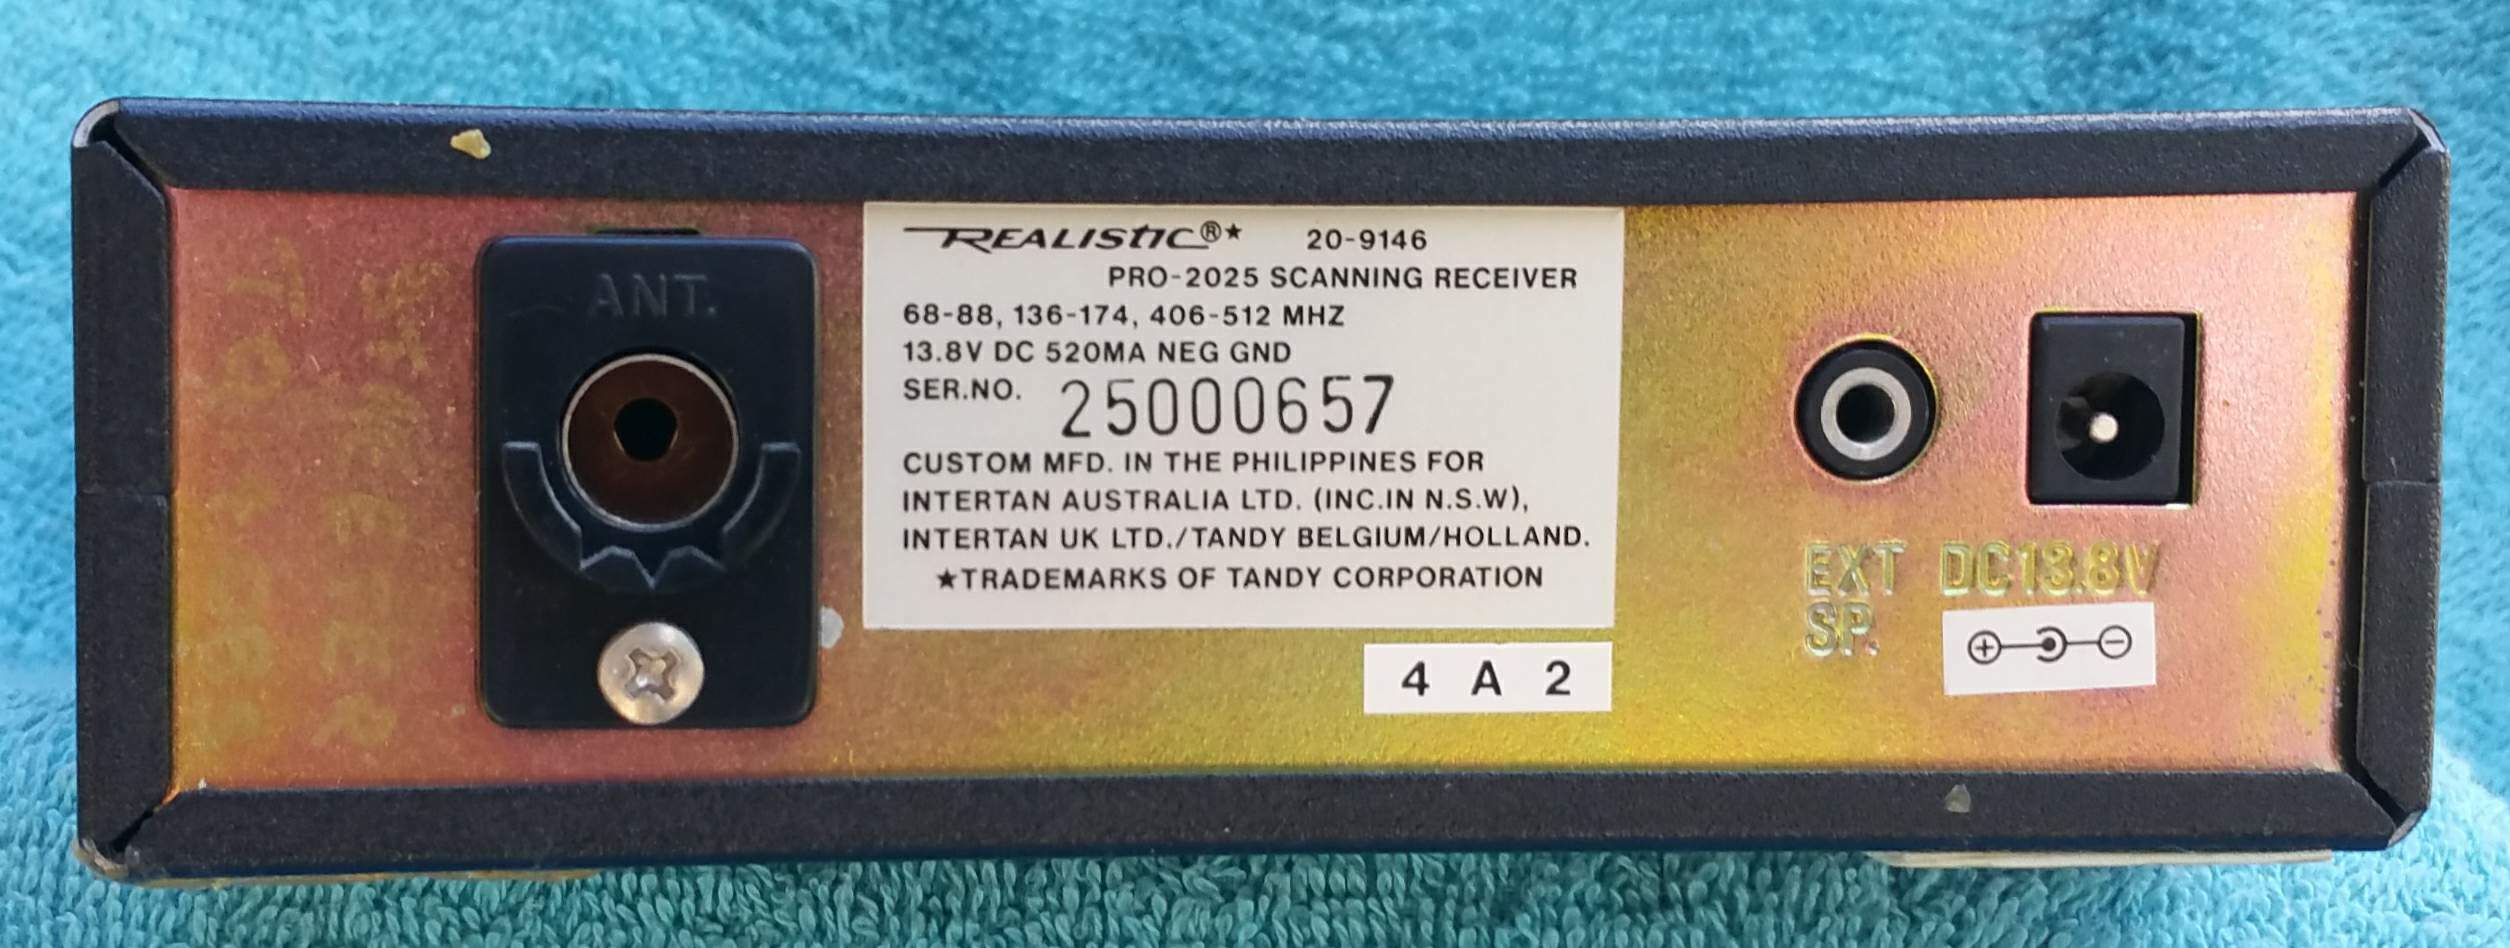 ANT.
REALISTIC®★ 20-9146
PRO-2025 SCANNING RECEIVER
68-88, 136-174, 406-512 MHZ
13.8V DC 520MA NEG GND
SER.NO. 25000657
CUSTOM MFD. IN THE PHILIPPINES FOR
INTERTAN AUSTRALIA LTD. (INC.IN N.S.W),
INTERTAN UK LTD./TANDY BELGIUM/HOLLAND.
★TRADEMARKS OF TANDY CORPORATION
4 A 2
EXT SP.
DC13.8V